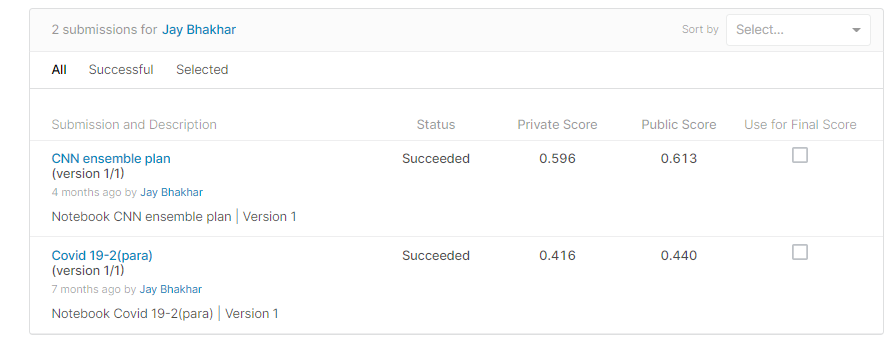 2 submissions for Jay Bhakhar
Sort by Select...
All Successful Selected
Submission and Description Status Private Score Public Score Use for Final Score
CNN ensemble plan Succeeded 0.596 0.613
(version 1/1)
4 months ago by Jay Bhakhar
Notebook CNN ensemble plan | Version 1
Covid 19-2(para) Succeeded 0.416 0.440
(version 1/1)
7 months ago by Jay Bhakhar
Notebook Covid 19-2(para) | Version 1